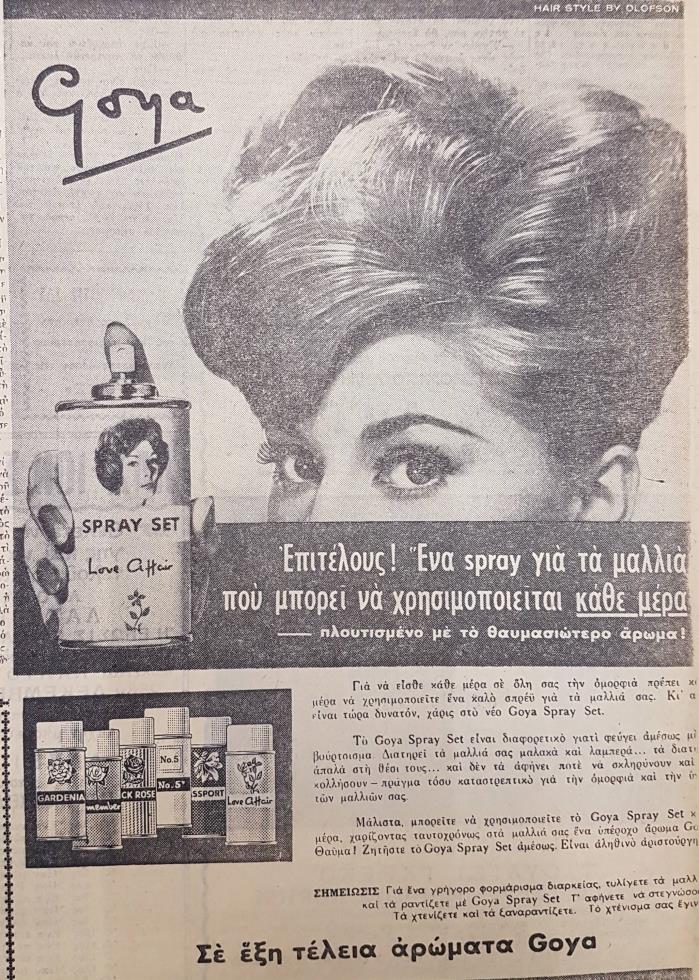 HAIR STYLE BY OLOFSON
Goya
SPRAY SET
Love Affair
Ἐπιτέλους! Ἕνα spray γιὰ τὰ μαλλιὰ
ποὺ μπορεῖ νὰ χρησιμοποιεῖται κάθε μέρα
— πλουτισμένο μὲ τὸ θαυμασιώτερο ἄρωμα!
GARDENIA
BLACK ROSE
No.5
No.5
PASSPORT
Love Affair
Γιὰ νὰ εἶσθε κάθε μέρα σὲ ὅλη σας τὴν ὀμορφιὰ πρέπει
μέρα νὰ χρησιμοποιεῖτε ἕνα καλὸ σπρέϋ γιὰ τὰ μαλλιά σας. Κι'
εἶναι τώρα δυνατόν, χάρις στὸ νέο Goya Spray Set.
Τὸ Goya Spray Set εἶναι διαφορετικὸ γιατὶ φεύγει ἀμέσως
βούρτσισμα. Διατηρεῖ τὰ μαλλιά σας μαλακὰ καὶ λαμπερά... τὰ
ἁπαλὰ στὴ θέσι τους... καὶ δὲν τὰ ἀφήνει ποτὲ νὰ σκληρύνουν καὶ
κολλήσουν — πρᾶγμα τόσο καταστρεπτικὸ γιὰ τὴν ὀμορφιὰ καὶ τὴν
τῶν μαλλιῶν σας.
Μάλιστα, μπορεῖτε νὰ χρησιμοποιεῖτε τὸ Goya Spray Set
μέρα, χαρίζοντας ταυτοχρόνως στὰ μαλλιά σας ἕνα ὑπέροχο ἄρωμα
Θαῦμα! Ζητῆστε τὸ Goya Spray Set ἀμέσως. Εἶναι ἀληθινὸ
ΣΗΜΕΙΩΣΙΣ Γιὰ ἕνα γρήγορο φορμάρισμα διαρκείας, τυλίγετε τὰ
καὶ τὰ ραντίζετε μὲ Goya Spray Set Τ' ἀφήνετε νὰ
Τὰ χτενίζετε καὶ τὰ ξαναραντίζετε. Τὸ χτένισμά σας
Σὲ ἕξη τέλεια ἀρώματα Goya